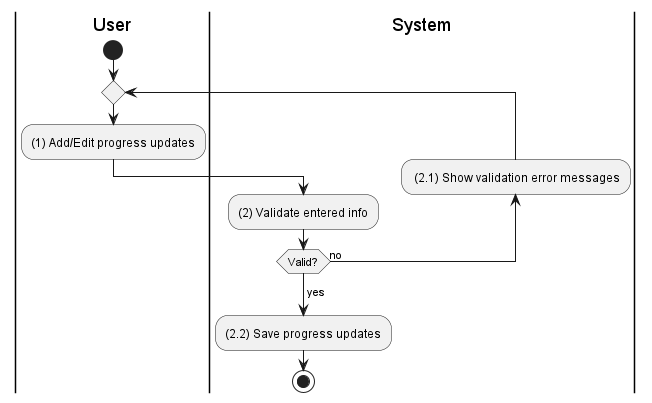 User
System
(1) Add/Edit progress updates
(2.1) Show validation error messages
(2) Validate entered info
Valid?
no
yes
(2.2) Save progress updates